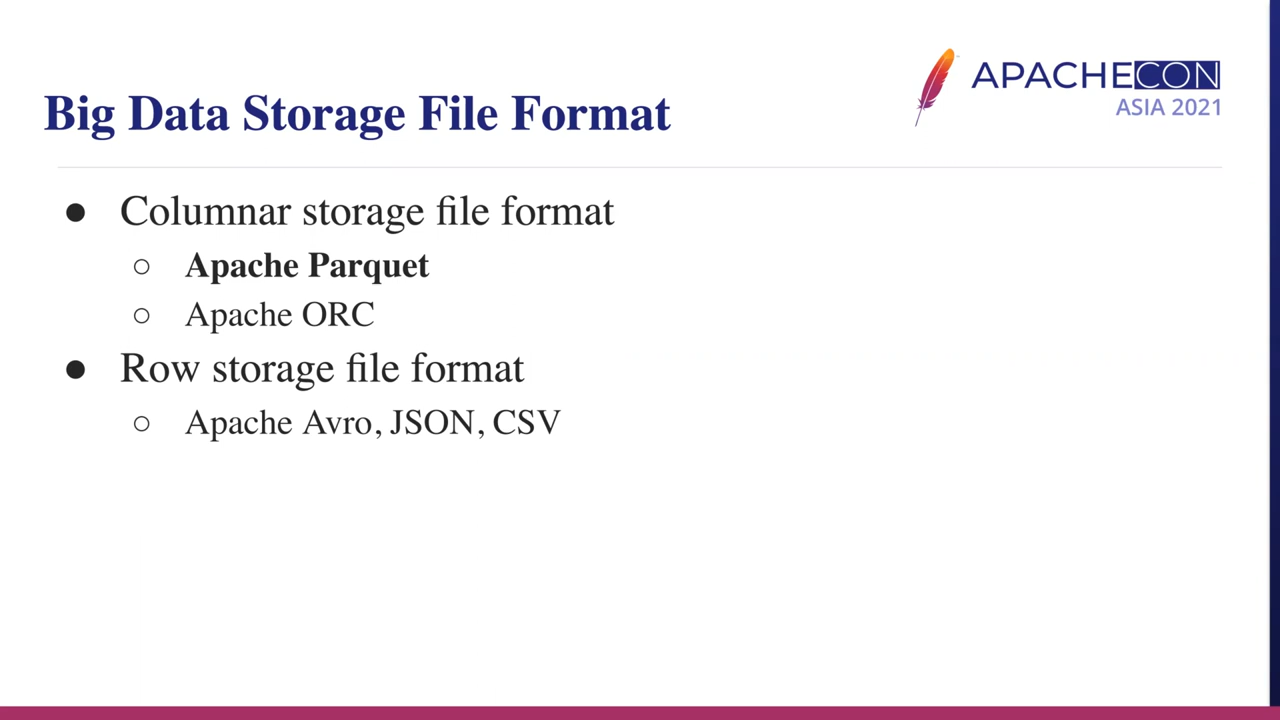 APACHECON
ASIA 2021
Big Data Storage File Format
● Columnar storage file format
○ Apache Parquet
○ Apache ORC
● Row storage file format
○ Apache Avro, JSON, CSV